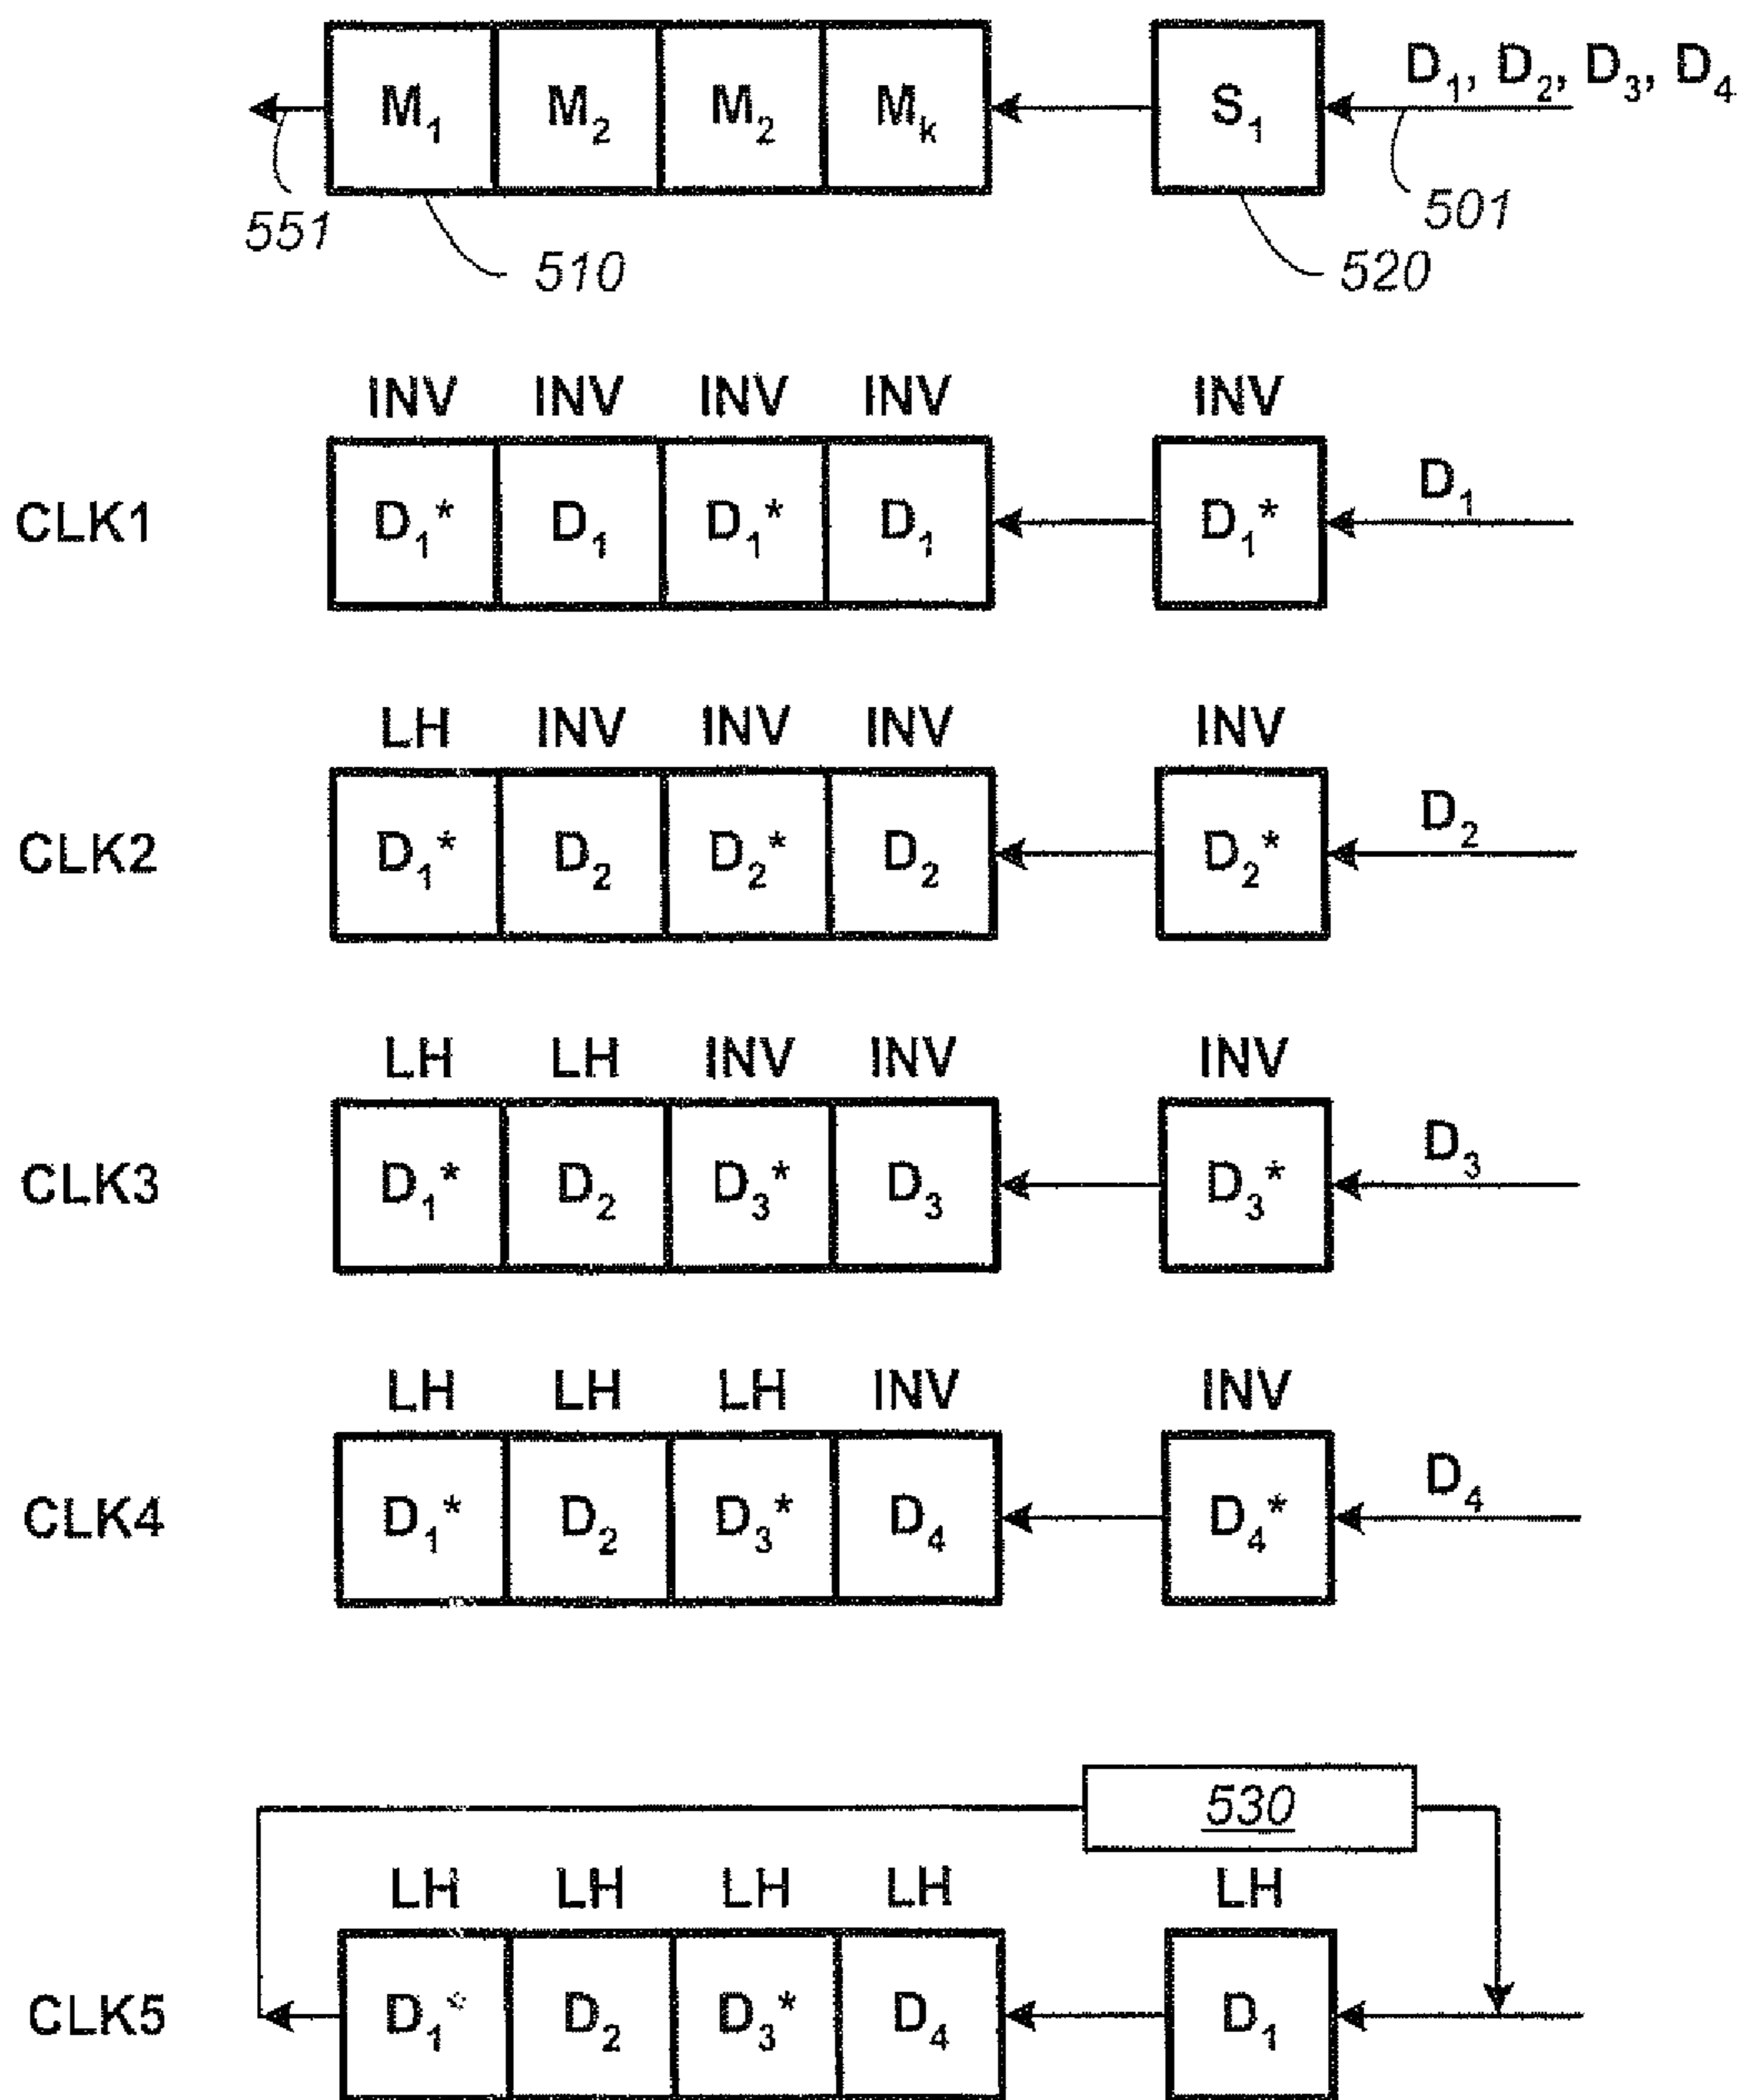 M₁ M₂ M₂ Mₖ S₁ D₁, D₂, D₃, D₄
551 510 520 501
INV INV INV INV INV
CLK1 D₁* D₁ D₁* D₁ D₁* D₁
LH INV INV INV INV
CLK2 D₁* D₂ D₂* D₂ D₂* D₂
LH LH INV INV INV
CLK3 D₁* D₂ D₃* D₃ D₃* D₃
LH LH LH INV INV
CLK4 D₁* D₂ D₃* D₄ D₄* D₄
530
LH LH LH LH LH
CLK5 D₁* D₂ D₃* D₄ D₁